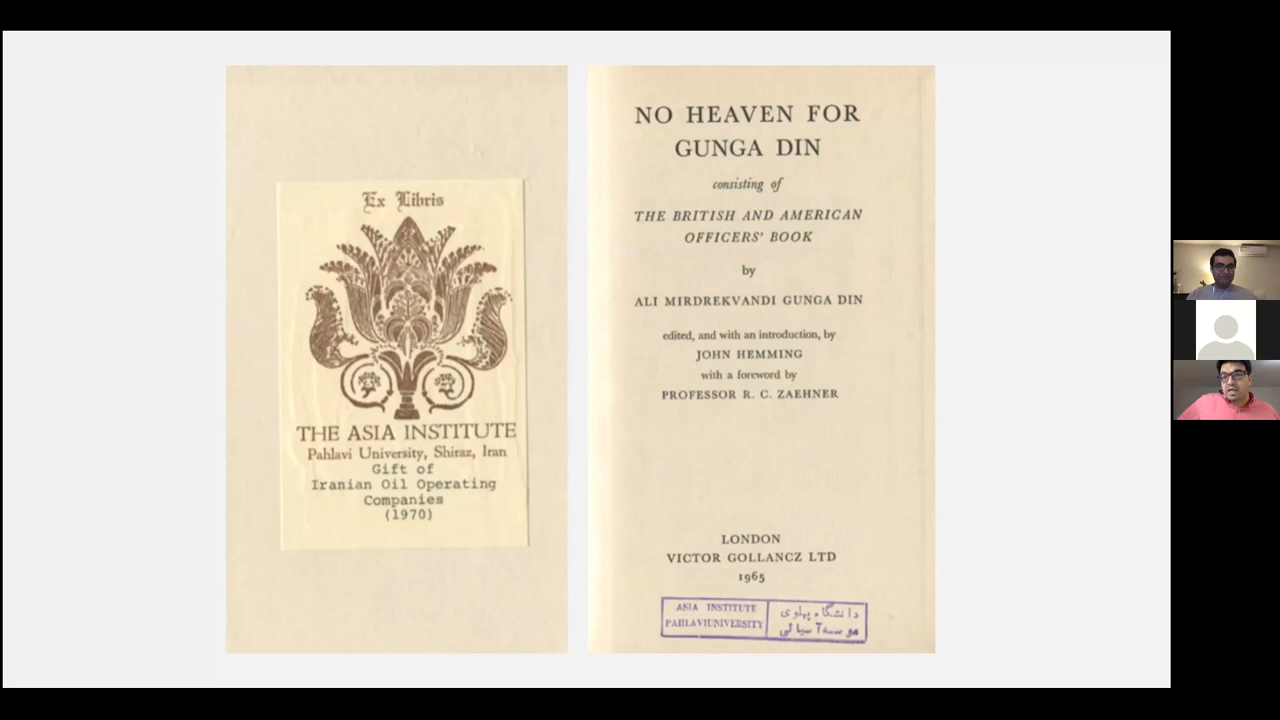 Ex Libris
THE ASIA INSTITUTE
Pahlavi University, Shiraz, Iran
Gift of
Iranian Oil Operating
Companies
(1970)
NO HEAVEN FOR
GUNGA DIN
consisting of
THE BRITISH AND AMERICAN
OFFICERS' BOOK
by
ALI MIRDREKVANDI GUNGA DIN
edited, and with an introduction, by
JOHN HEMMING
with a foreword by
PROFESSOR R. C. ZAEHNER
LONDON
VICTOR GOLLANCZ LTD
1965
ASIA INSTITUTE
PAHLAVI UNIVERSITY
دانشگاه پهلوی
موسسه آسیائی